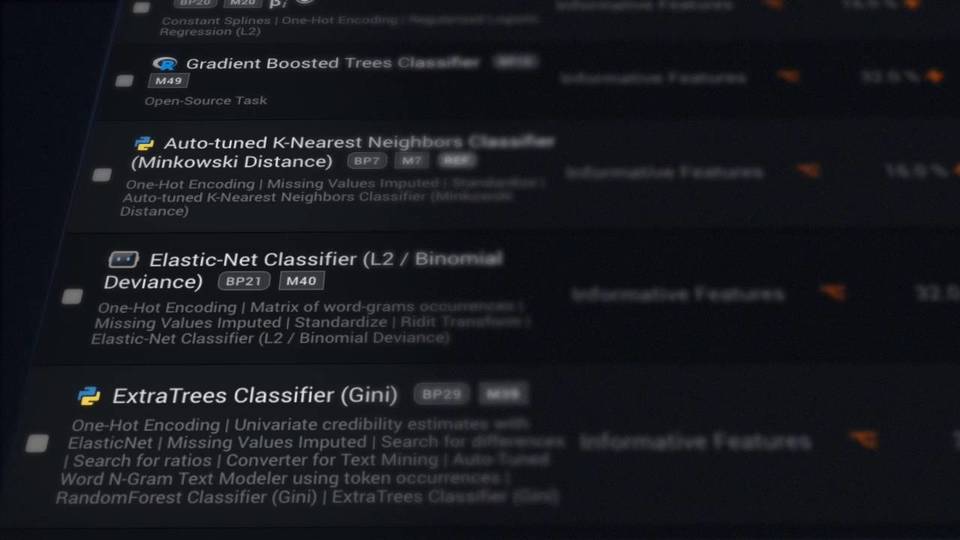 BP20 M20 βi
Constant Splines | One-Hot Encoding | Regularized Logistic
Regression (L2)
Informative Features
Gradient Boosted Trees Classifier
M49
Open-Source Task
Informative Features 32.0 %
Auto-tuned K-Nearest Neighbors Classifier
(Minkowski Distance) BP7 M7 REF
One-Hot Encoding | Missing Values Imputed | Standardize |
Auto-tuned K-Nearest Neighbors Classifier (Minkowski
Distance)
Informative Features 16.0 %
Elastic-Net Classifier (L2 / Binomial
Deviance) BP21 M40
One-Hot Encoding | Matrix of word-grams occurrences |
Missing Values Imputed | Standardize | Ridit Transform |
Elastic-Net Classifier (L2 / Binomial Deviance)
Informative Features 32.0
ExtraTrees Classifier (Gini) BP29
One-Hot Encoding | Univariate credibility estimates with
ElasticNet | Missing Values Imputed | Search for differences
| Search for ratios | Converter for Text Mining | Auto-Tuned
Word N-Gram Text Modeler using token occurrences |
RandomForest Classifier (Gini) | ExtraTrees Classifier (Gini)
Informative Features